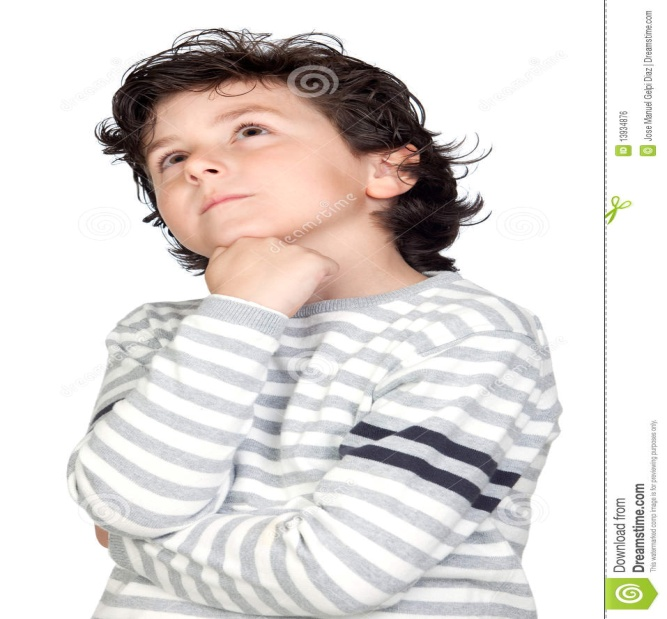 dreamstime
Download from
Dreamstime.com
This watermarked comp image is for previewing purposes only.
ID 13934876
Jose Manuel Gelpi Diaz | Dreamstime.com